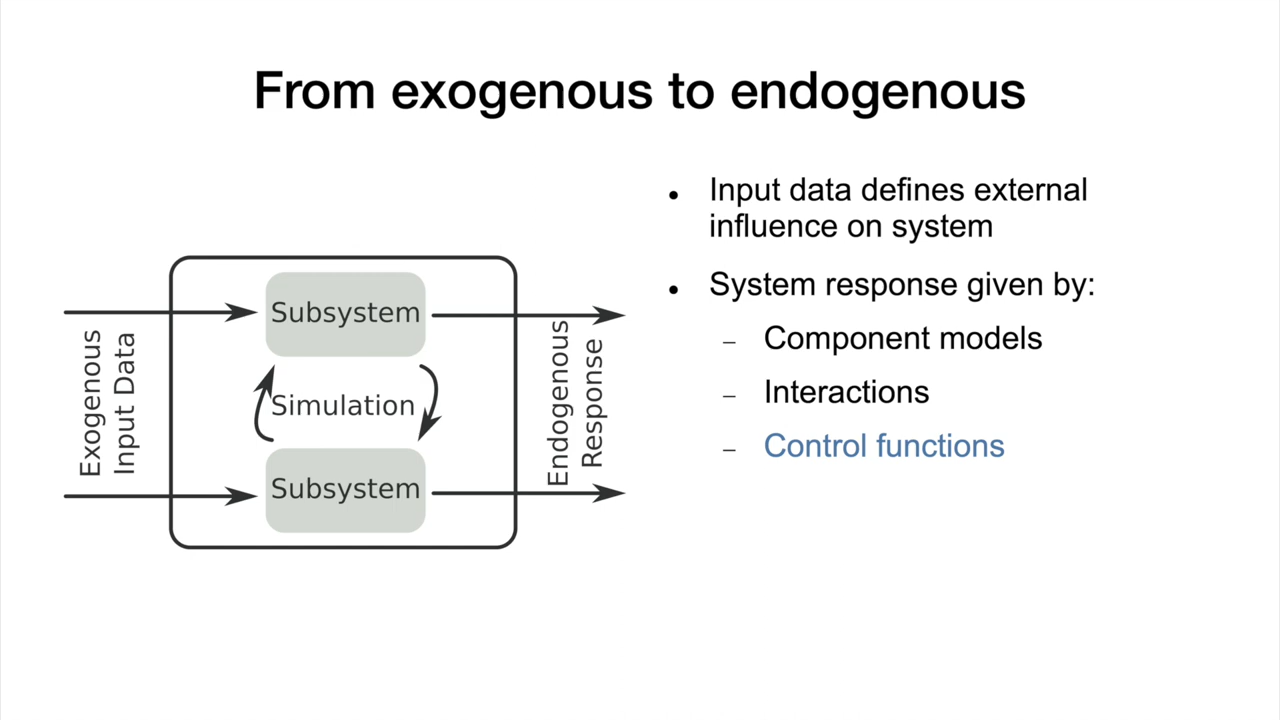 From exogenous to endogenous
Exogenous
Input Data
Subsystem
Simulation
Subsystem
Endogenous
Response
• Input data defines external
influence on system
• System response given by:
– Component models
– Interactions
– Control functions